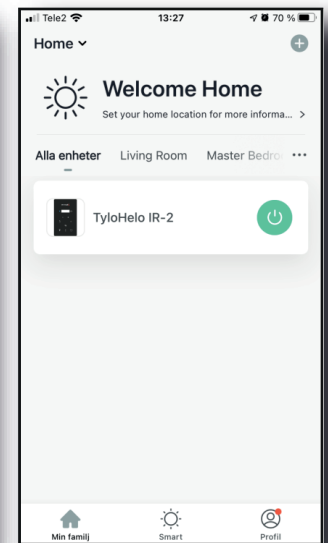 Tele2 13:27 70 %
Home
Welcome Home
Set your home location for more informa...
Alla enheter Living Room Master Bedro
TyloHelo IR-2
Min familj Smart Profil